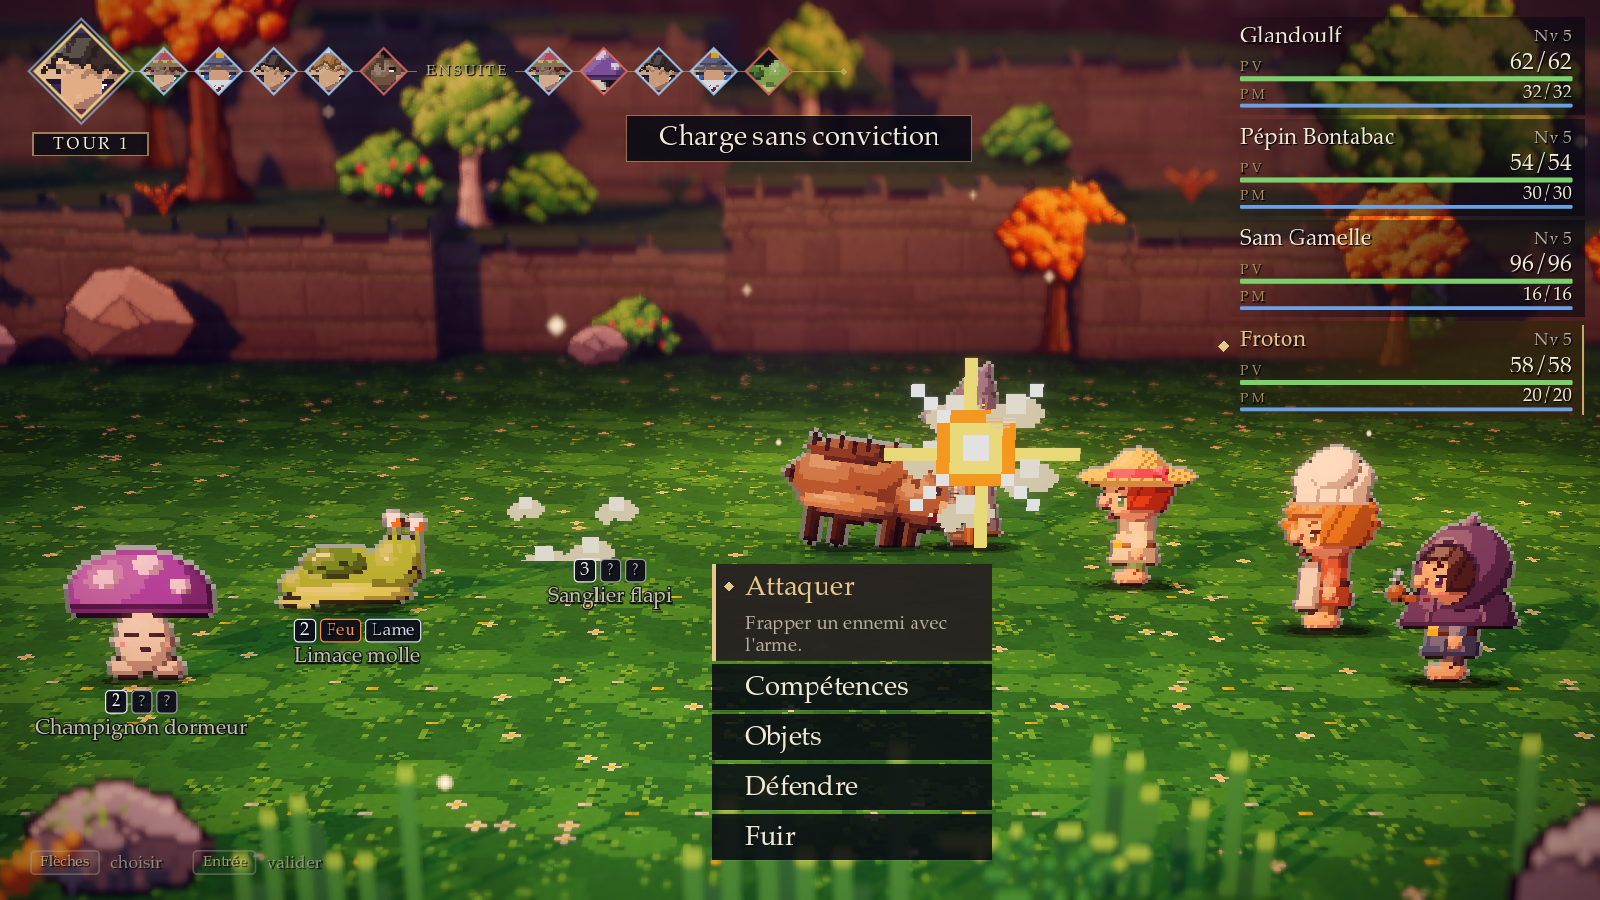 ENSUITE
TOUR 1
Charge sans conviction
Glandoulf Nv 5
PV 62/62
PM 32/32
Pépin Bontabac Nv 5
PV 54/54
PM 30/30
Sam Gamelle Nv 5
PV 96/96
PM 16/16
Froton Nv 5
PV 58/58
PM 20/20
3 ? ?
Sanglier flapi
2 Feu Lame
Limace molle
2 ? ?
Champignon dormeur
Attaquer
Frapper un ennemi avec
l'arme.
Compétences
Objets
Défendre
Fuir
Flèches choisir Entrée valider